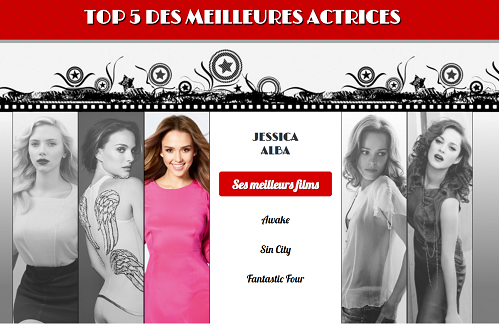 TOP 5 DES MEILLEURES ACTRICES
JESSICA
ALBA
Ses meilleurs films
Awake
Sin City
Fantastic Four